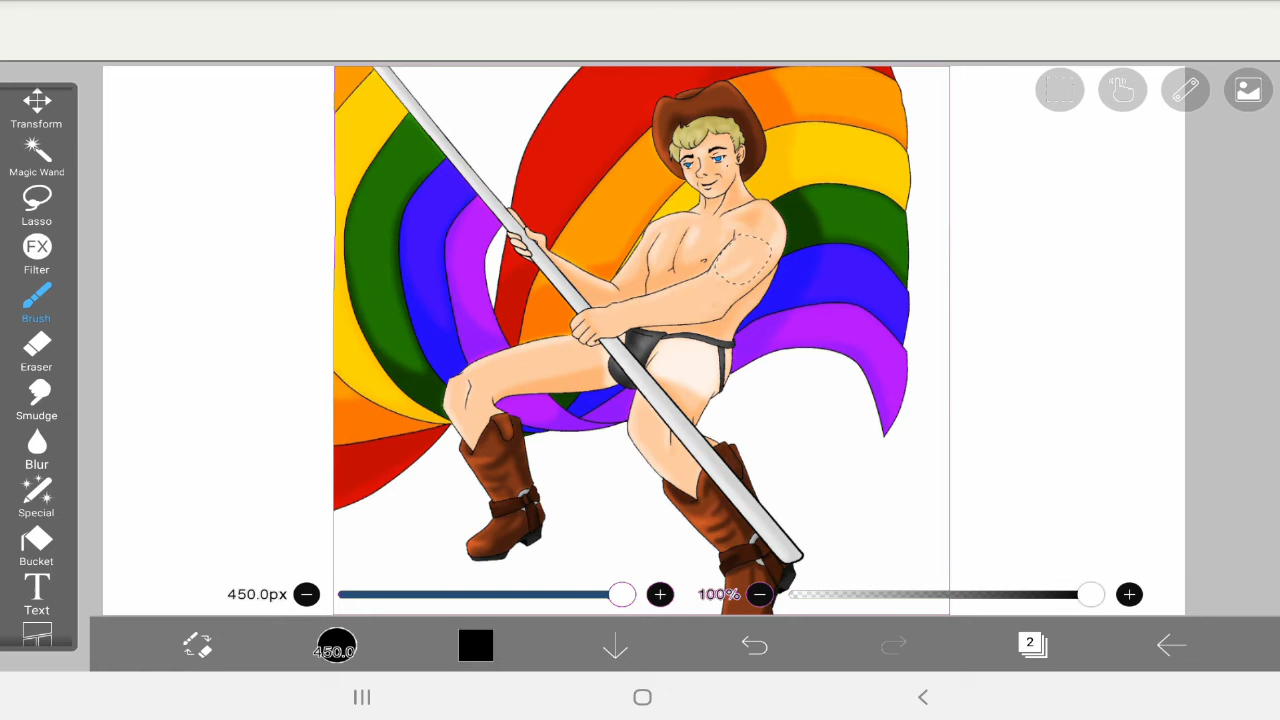 Transform
Magic Wand
Lasso
FX
Filter
Brush
Eraser
Smudge
Blur
Special
Bucket
T
Text
450.0px
100%
450.0
2